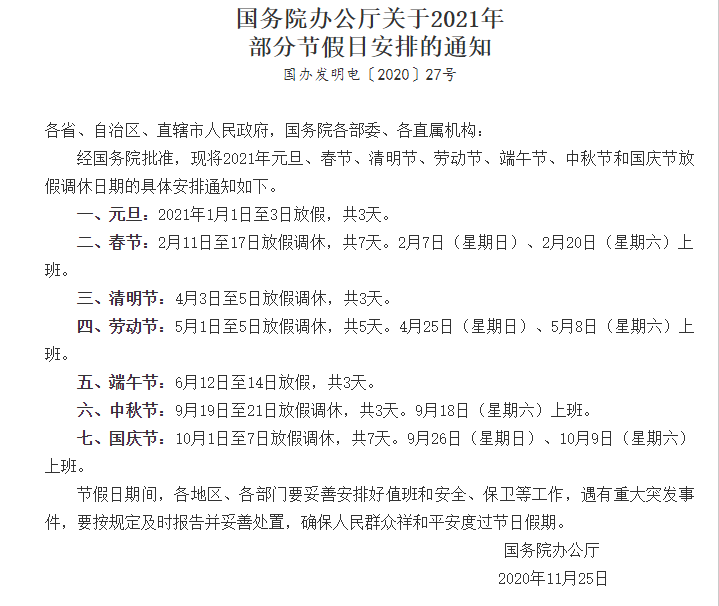 国务院办公厅关于2021年
部分节假日安排的通知
国办发明电〔2020〕27号
各省、自治区、直辖市人民政府，国务院各部委、各直属机构：
经国务院批准，现将2021年元旦、春节、清明节、劳动节、端午节、中秋节和国庆节放
假调休日期的具体安排通知如下。
一、元旦：2021年1月1日至3日放假，共3天。
二、春节：2月11日至17日放假调休，共7天。2月7日（星期日）、2月20日（星期六）上
班。
三、清明节：4月3日至5日放假调休，共3天。
四、劳动节：5月1日至5日放假调休，共5天。4月25日（星期日）、5月8日（星期六）上
班。
五、端午节：6月12日至14日放假，共3天。
六、中秋节：9月19日至21日放假调休，共3天。9月18日（星期六）上班。
七、国庆节：10月1日至7日放假调休，共7天。9月26日（星期日）、10月9日（星期六）
上班。
节假日期间，各地区、各部门要妥善安排好值班和安全、保卫等工作，遇有重大突发事
件，要按规定及时报告并妥善处置，确保人民群众祥和平安度过节日假期。
国务院办公厅
2020年11月25日